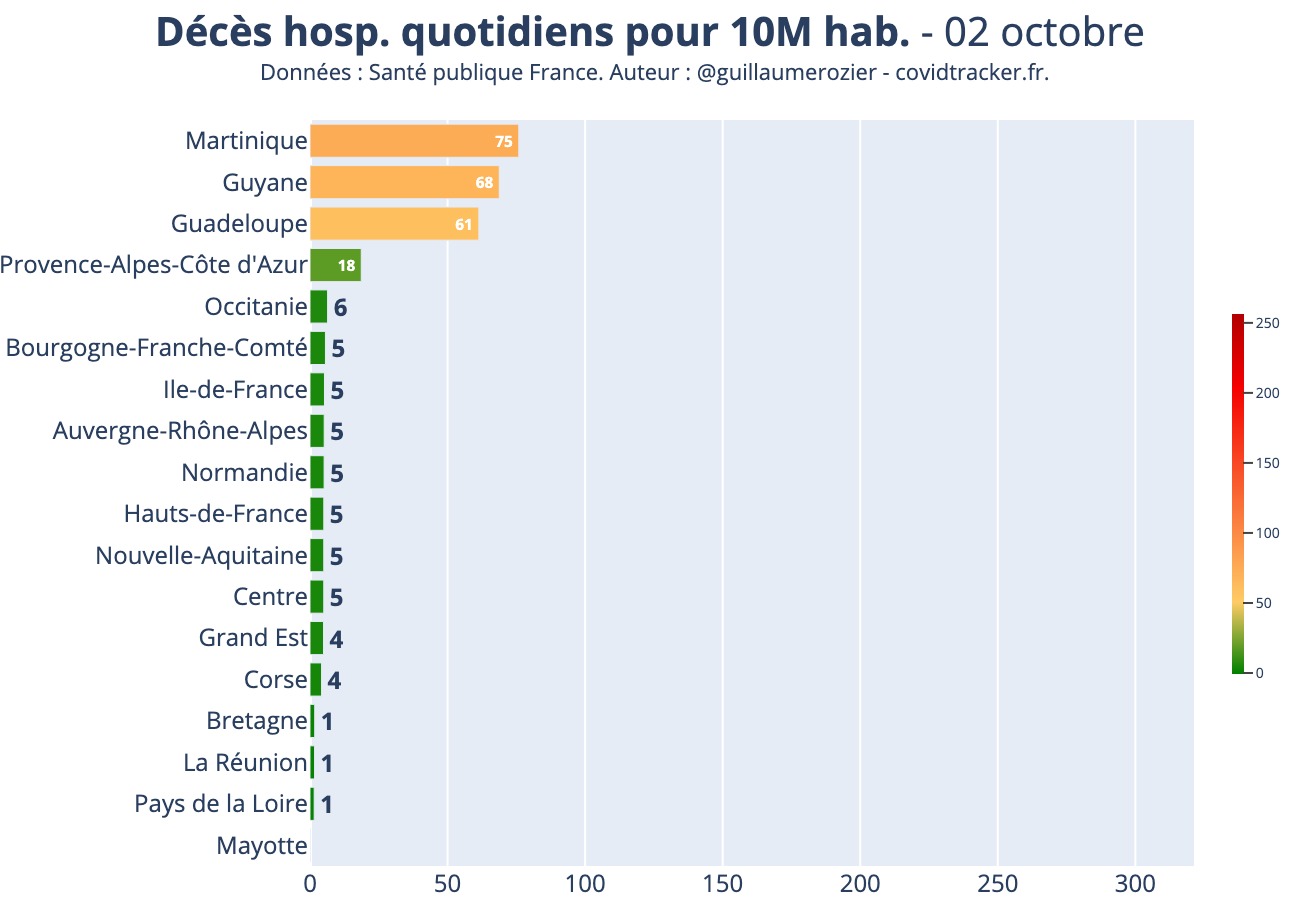 Décès hosp. quotidiens pour 10M hab. - 02 octobre
Données : Santé publique France. Auteur : @guillaumerozier - covidtracker.fr.
Martinique 75
Guyane 68
Guadeloupe 61
Provence-Alpes-Côte d'Azur 18
Occitanie 6
Bourgogne-Franche-Comté 5
Ile-de-France 5
Auvergne-Rhône-Alpes 5
Normandie 5
Hauts-de-France 5
Nouvelle-Aquitaine 5
Centre 5
Grand Est 4
Corse 4
Bretagne 1
La Réunion 1
Pays de la Loire 1
Mayotte
0 50 100 150 200 250 300
250
200
150
100
50
0